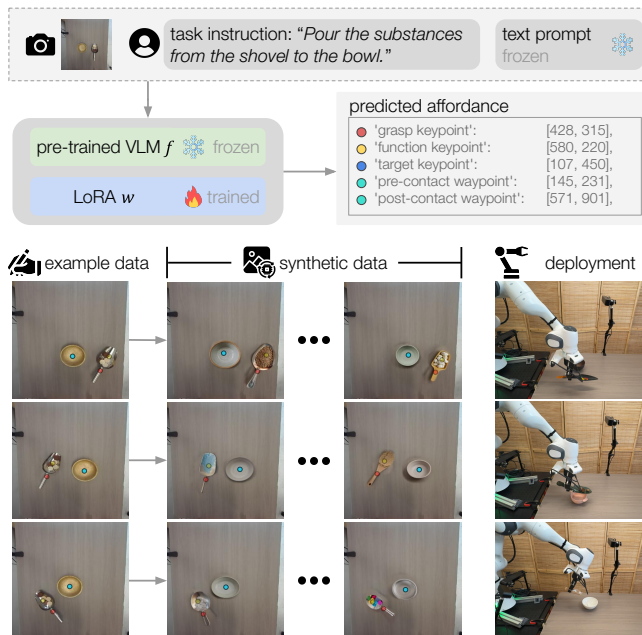 task instruction: “Pour the substances
from the shovel to the bowl.”
text prompt
frozen
pre-trained VLM f frozen
LoRA w trained
predicted affordance
'grasp keypoint': [428, 315],
'function keypoint': [580, 220],
'target keypoint': [107, 450],
'pre-contact waypoint': [145, 231],
'post-contact waypoint': [571, 901],
example data
synthetic data
deployment